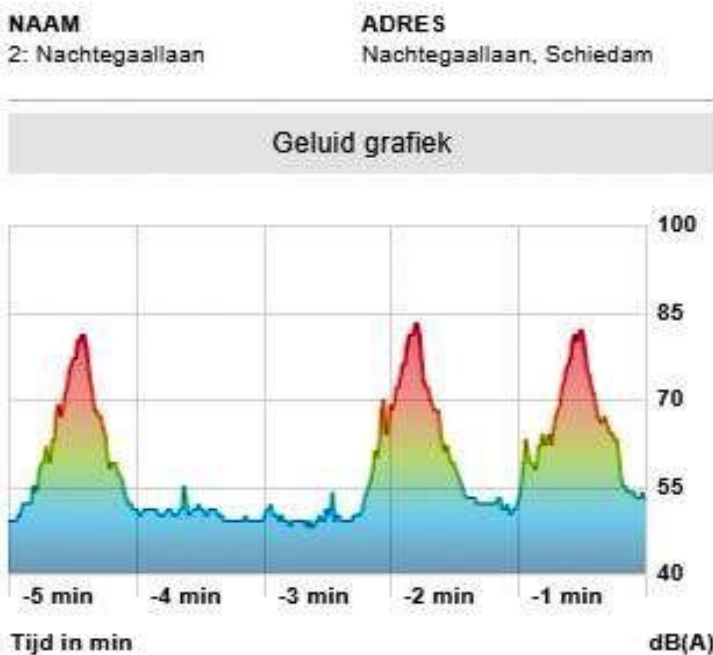 NAAM ADRES
2: Nachtegaallaan Nachtegaallaan, Schiedam
Geluid grafiek
100
85
70
55
40
-5 min -4 min -3 min -2 min -1 min
Tijd in min dB(A)